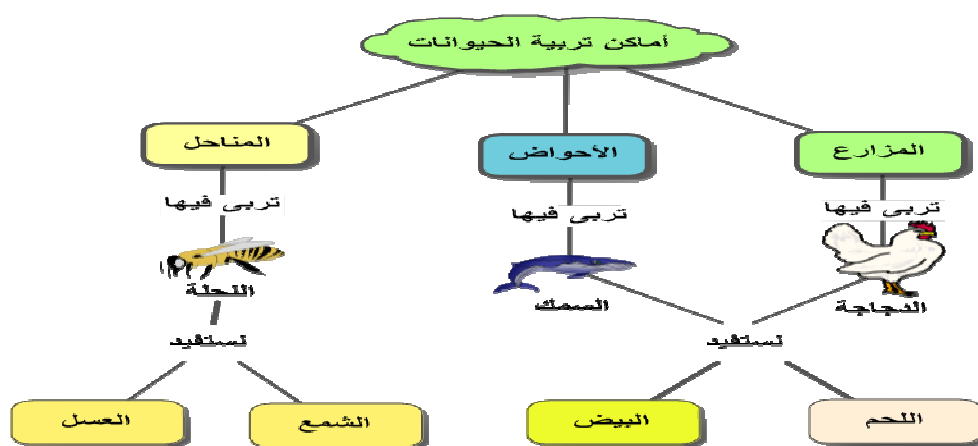 أماكن تربية الحيوانات
المزارع
الأحواض
المناحل
تربى فيها
تربى فيها
تربى فيها
الدجاجة
السمك
النحلة
نستفيد
نستفيد
اللحم
البيض
الشمع
العسل